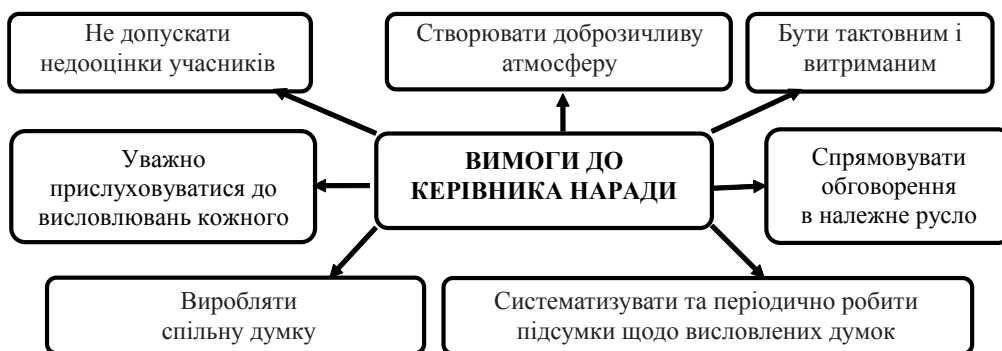 Не допускати
недооцінки учасників
Створювати доброзичливу
атмосферу
Бути тактовним і
витриманим
Уважно
прислуховуватися до
висловлювань кожного
ВИМОГИ ДО
КЕРІВНИКА НАРАДИ
Спрямовувати
обговорення
в належне русло
Виробляти
спільну думку
Систематизувати та періодично робити
підсумки щодо висловлених думок